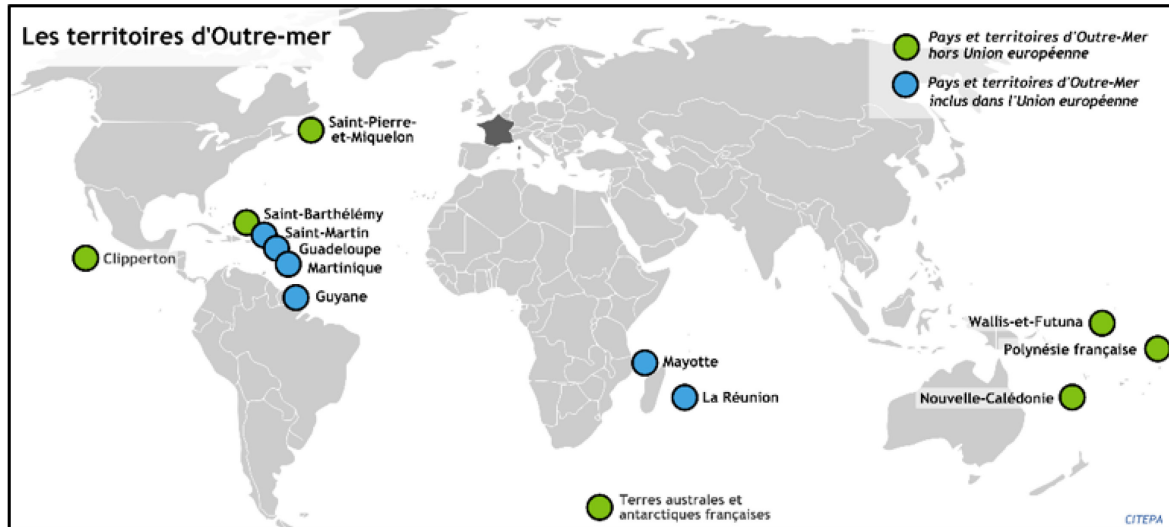 Les territoires d'Outre-mer
Pays et territoires d'Outre-Mer
hors Union européenne
Pays et territoires d'Outre-Mer
inclus dans l'Union européenne
Saint-Pierre-
et-Miquelon
Saint-Barthélémy
Saint-Martin
Guadeloupe
Martinique
Clipperton
Guyane
Wallis-et-Futuna
Polynésie française
Mayotte
La Réunion
Nouvelle-Calédonie
Terres australes et
antarctiques françaises
CITEPA